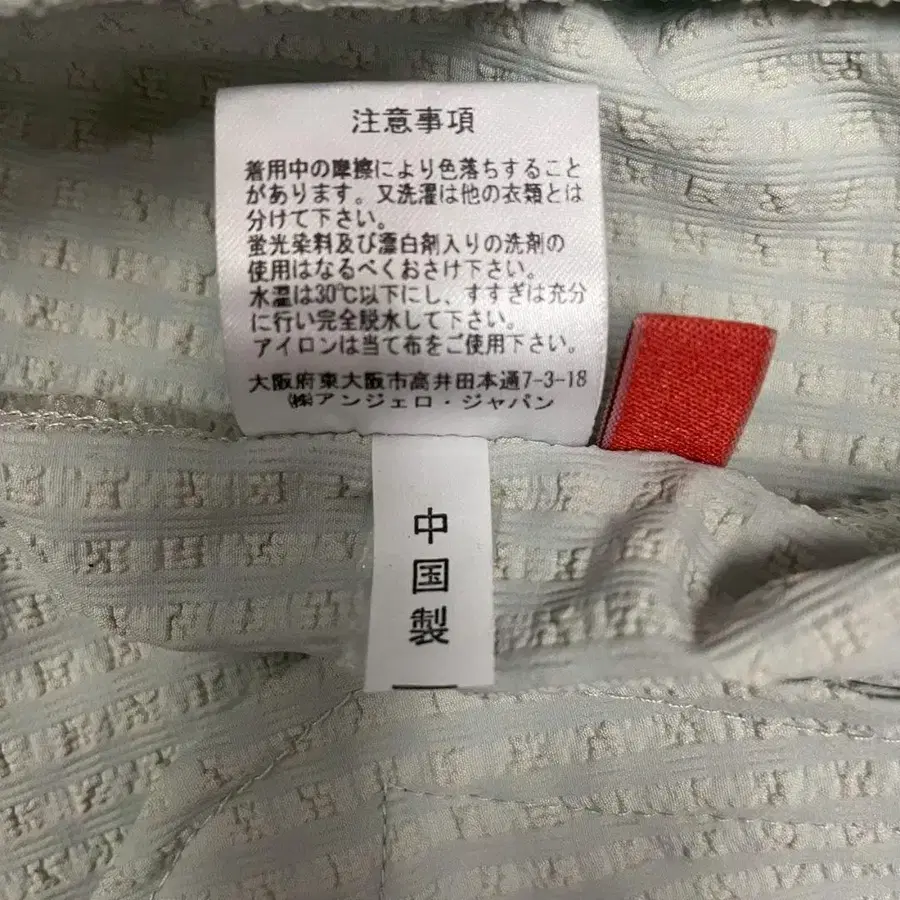 注意事項
着用中の摩擦により色落ちすること
があります。又洗濯は他の衣類とは
分けて下さい。
蛍光染料及び漂白剤入りの洗剤の
使用はなるべくおさけ下さい。
水温は30℃以下にし、すすぎは充分
に行い完全脱水して下さい。
アイロンは当て布をご使用下さい。
大阪府東大阪市高井田本通7-3-18
㈱アンジェロ・ジャパン
中
国
製